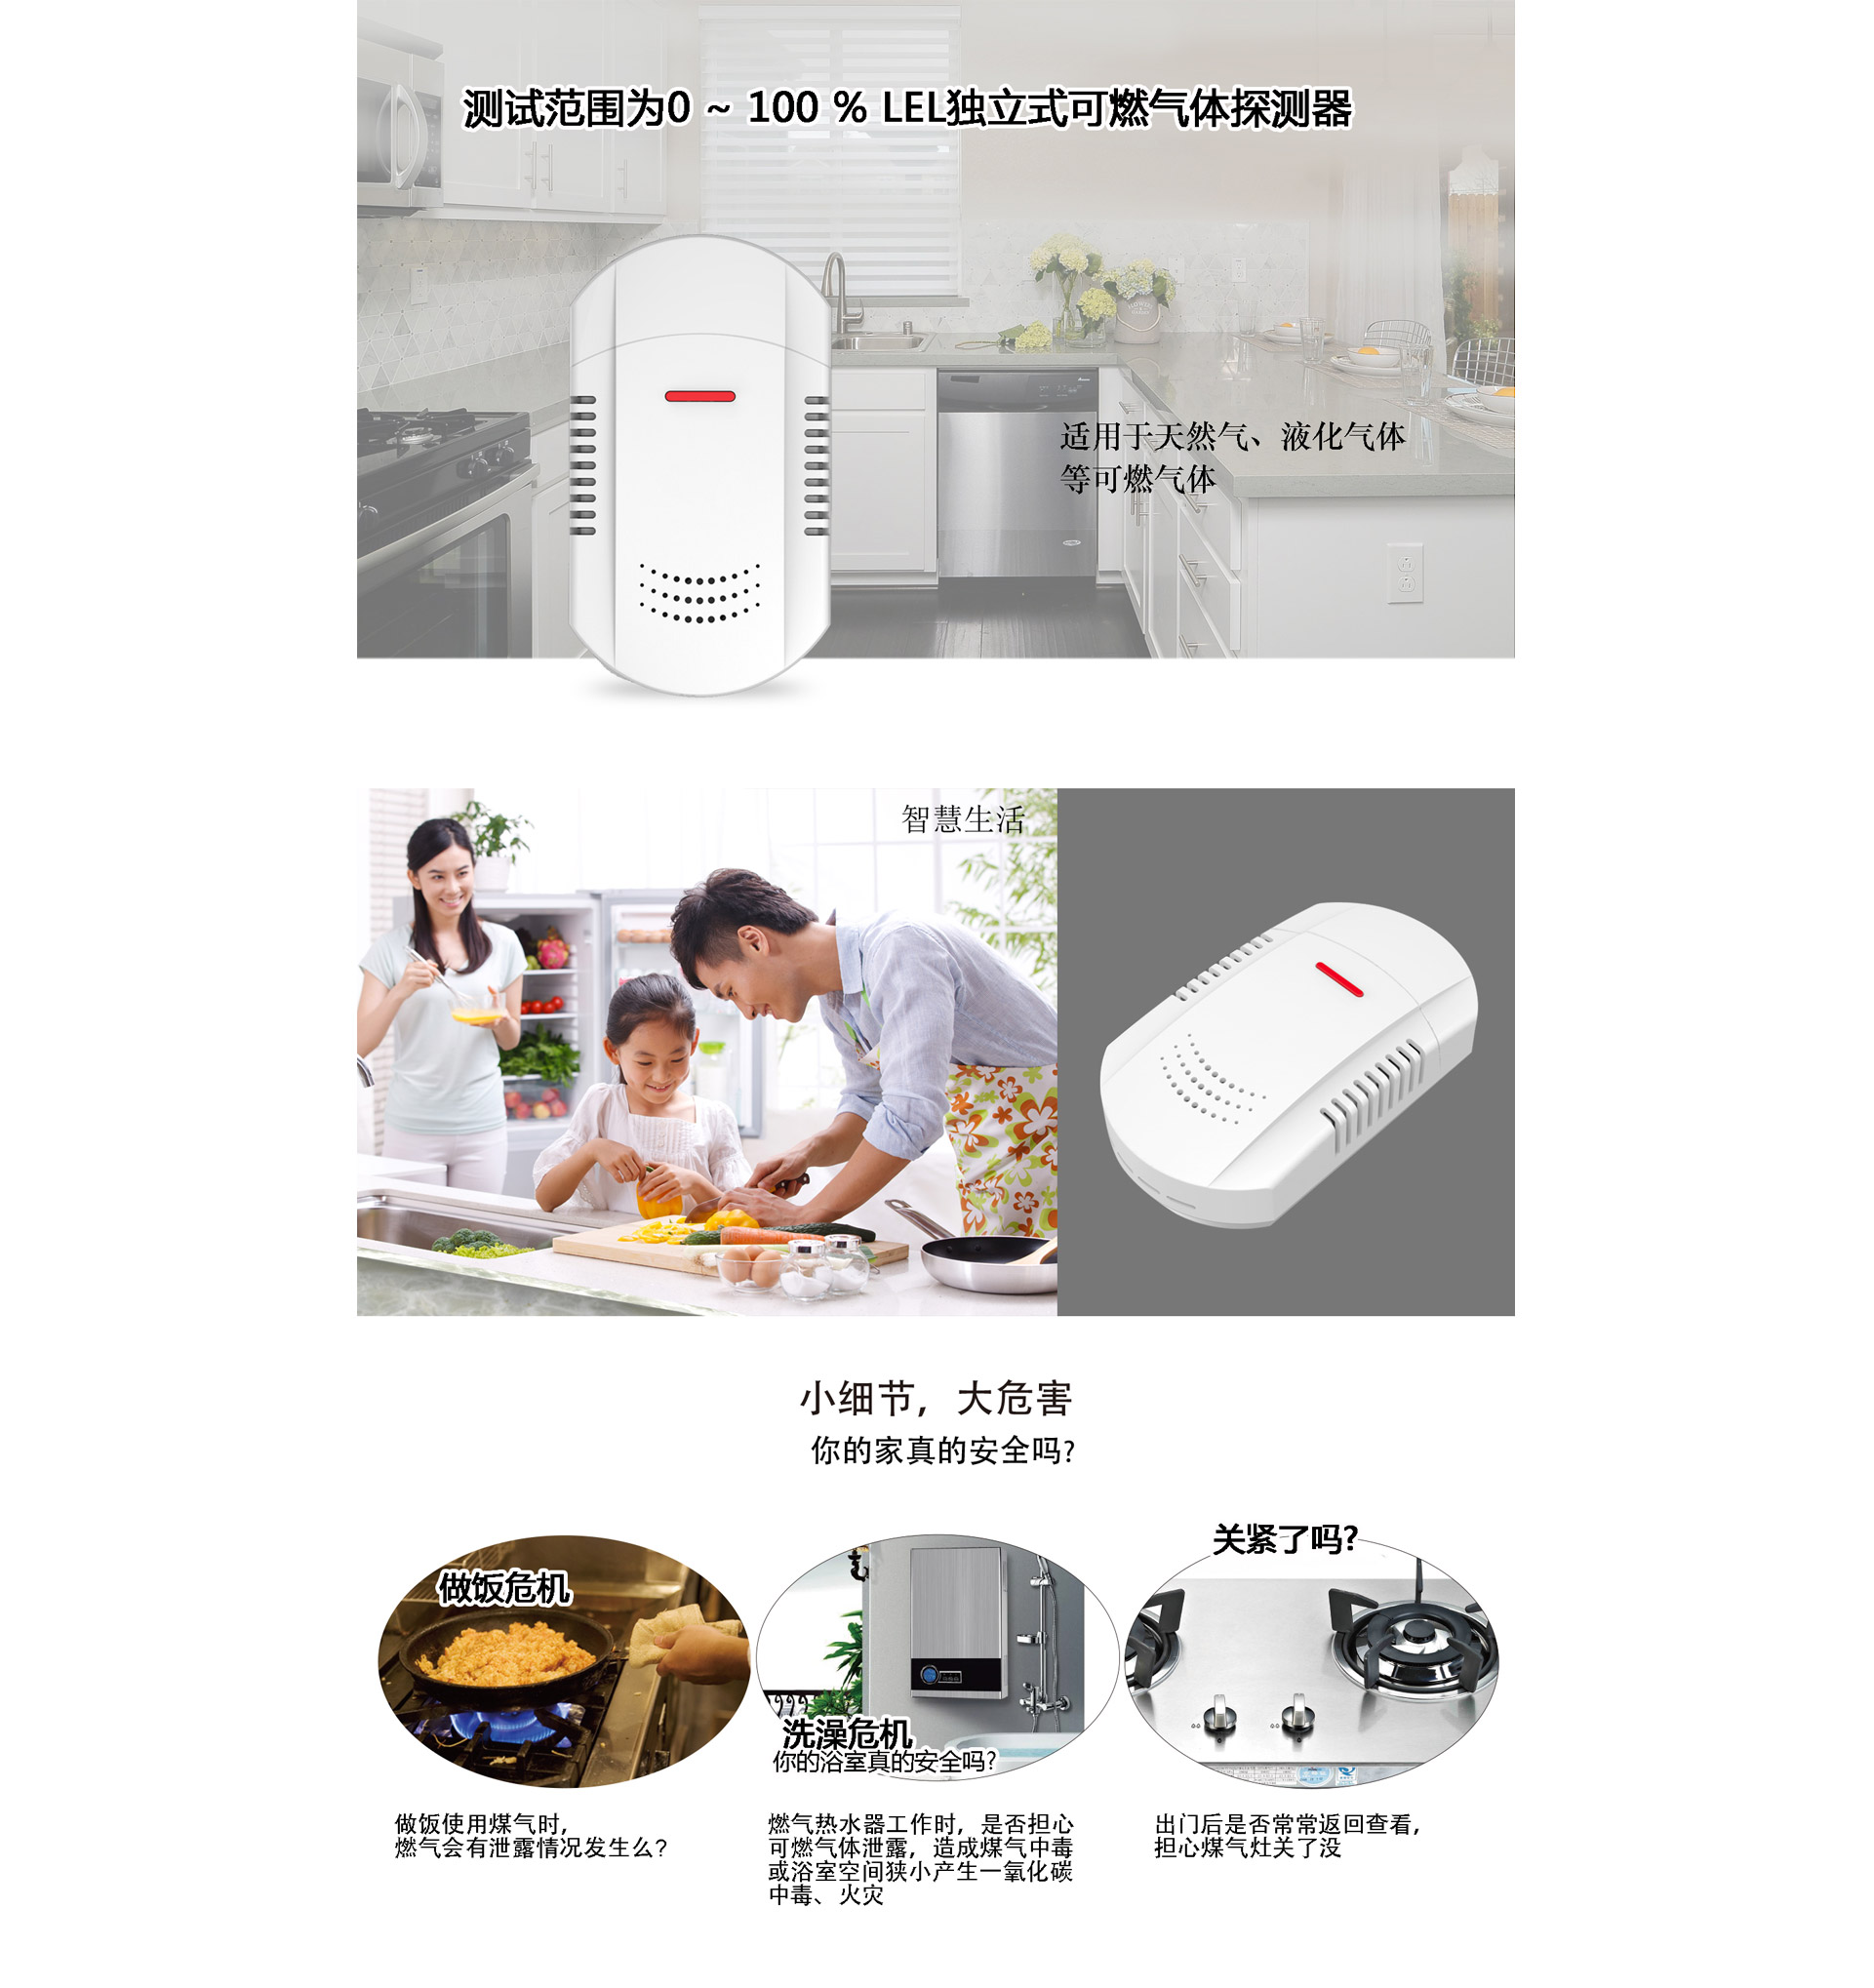 测试范围为0 ~ 100 % LEL独立式可燃气体探测器
适用于天然气、液化气体
等可燃气体
智慧生活
小细节，大危害
你的家真的安全吗?
做饭危机
洗澡危机
你的浴室真的安全吗?
关紧了吗?
做饭使用煤气时,
燃气会有泄露情况发生么?
燃气热水器工作时，是否担心
可燃气体泄露，造成煤气中毒
或浴室空间狭小产生一氧化碳
中毒、火灾
出门后是否常常返回查看,
担心煤气灶关了没